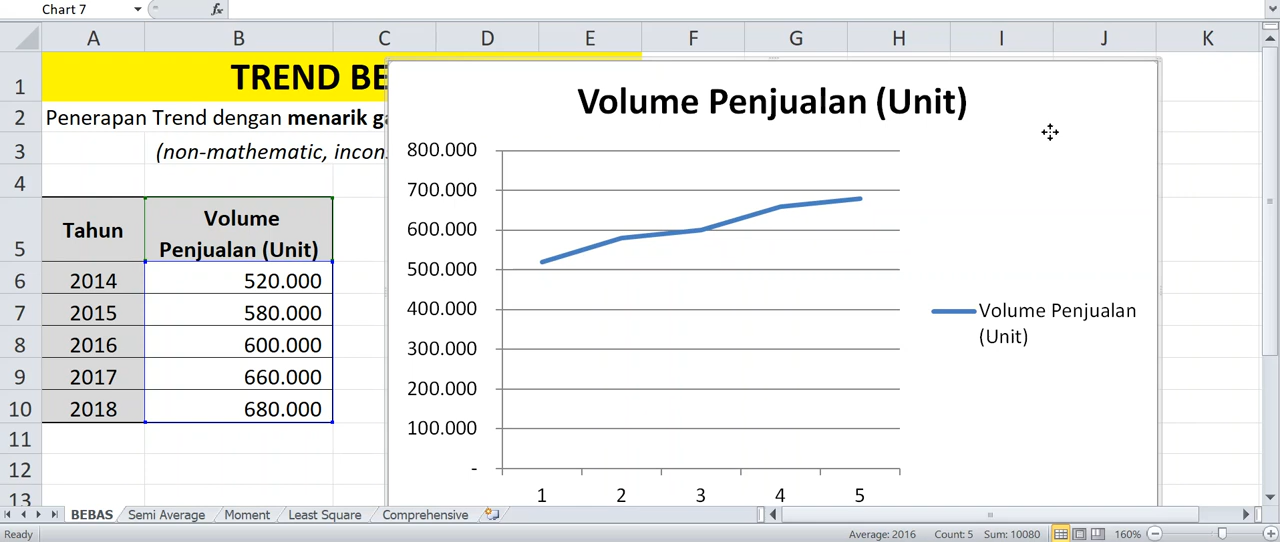 Chart 7
fx
A B C D E F G H I J K
1 TREND BE
2 Penerapan Trend dengan menarik ga
3 (non-mathematic, incon
4
5 Tahun Volume Penjualan (Unit)
6 2014 520.000
7 2015 580.000
8 2016 600.000
9 2017 660.000
10 2018 680.000
11
12
13
Volume Penjualan (Unit)
800.000
700.000
600.000
500.000
400.000
300.000
200.000
100.000
-
1 2 3 4 5
Volume Penjualan
(Unit)
BEBAS Semi Average Moment Least Square Comprehensive
Ready Average: 2016 Count: 5 Sum: 10080 160%